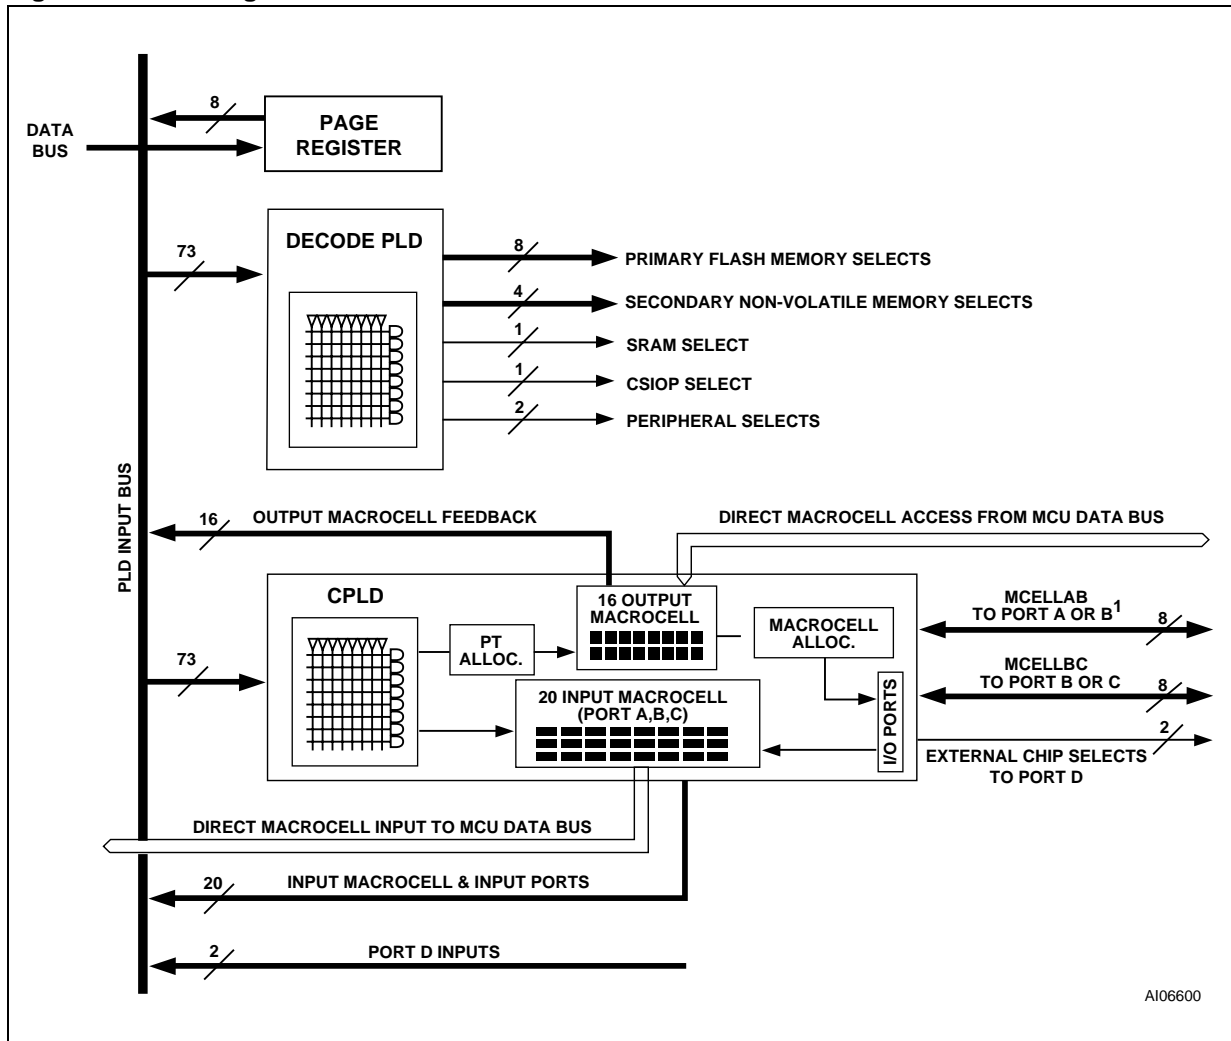 8
PAGE
REGISTER
DATA
BUS
73
DECODE PLD
8
PRIMARY FLASH MEMORY SELECTS
4
SECONDARY NON-VOLATILE MEMORY SELECTS
1
SRAM SELECT
1
CSIOP SELECT
2
PERIPHERAL SELECTS
PLD INPUT BUS
16
OUTPUT MACROCELL FEEDBACK
DIRECT MACROCELL ACCESS FROM MCU DATA BUS
73
CPLD
PT
ALLOC.
16 OUTPUT
MACROCELL
MACROCELL
ALLOC.
20 INPUT MACROCELL
(PORT A,B,C)
I/O PORTS
MCELLAB
TO PORT A OR B1
8
MCELLBC
TO PORT B OR C
8
2
EXTERNAL CHIP SELECTS
TO PORT D
DIRECT MACROCELL INPUT TO MCU DATA BUS
20
INPUT MACROCELL & INPUT PORTS
2
PORT D INPUTS
AI06600